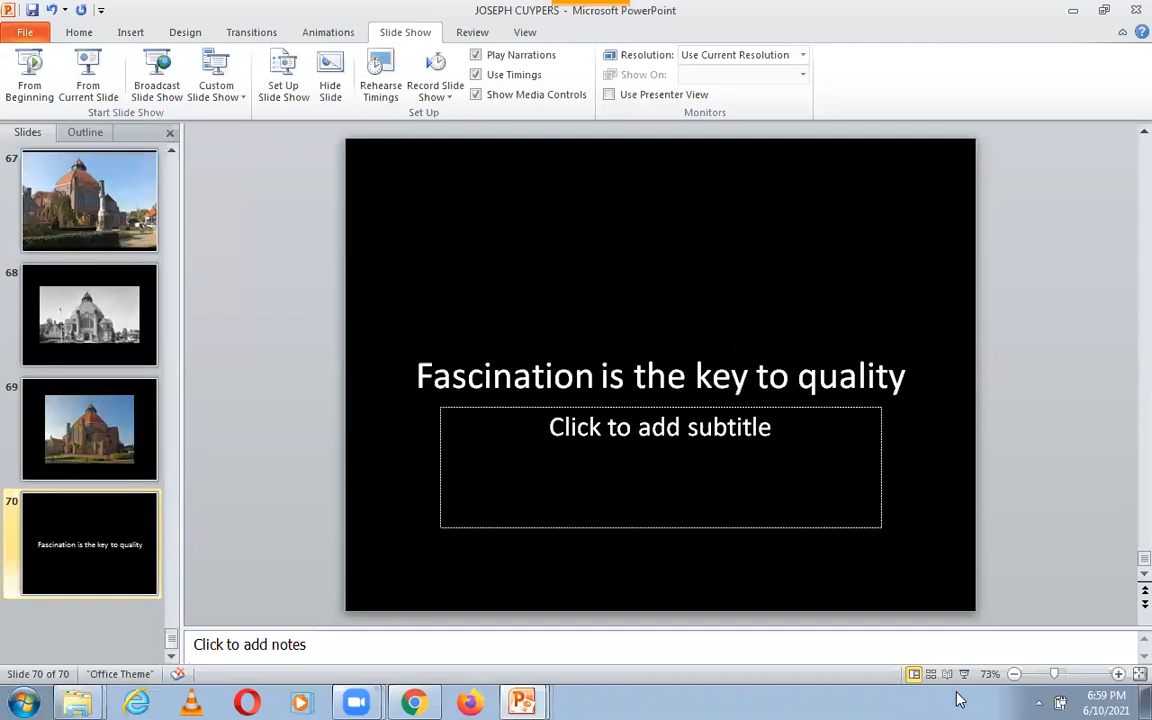 JOSEPH CUYPERS - Microsoft PowerPoint
File Home Insert Design Transitions Animations Slide Show Review View
From Beginning
From Current Slide
Broadcast Slide Show
Custom Slide Show
Set Up Slide Show
Hide Slide
Rehearse Timings
Record Slide Show
Play Narrations
Use Timings
Show Media Controls
Resolution: Use Current Resolution
Show On:
Use Presenter View
Start Slide Show
Set Up
Monitors
Slides Outline
67
68
69
70
Fascination is the key to quality
Fascination is the key to quality
Click to add subtitle
Click to add notes
Slide 70 of 70 "Office Theme" 73%
6:59 PM
6/10/2021